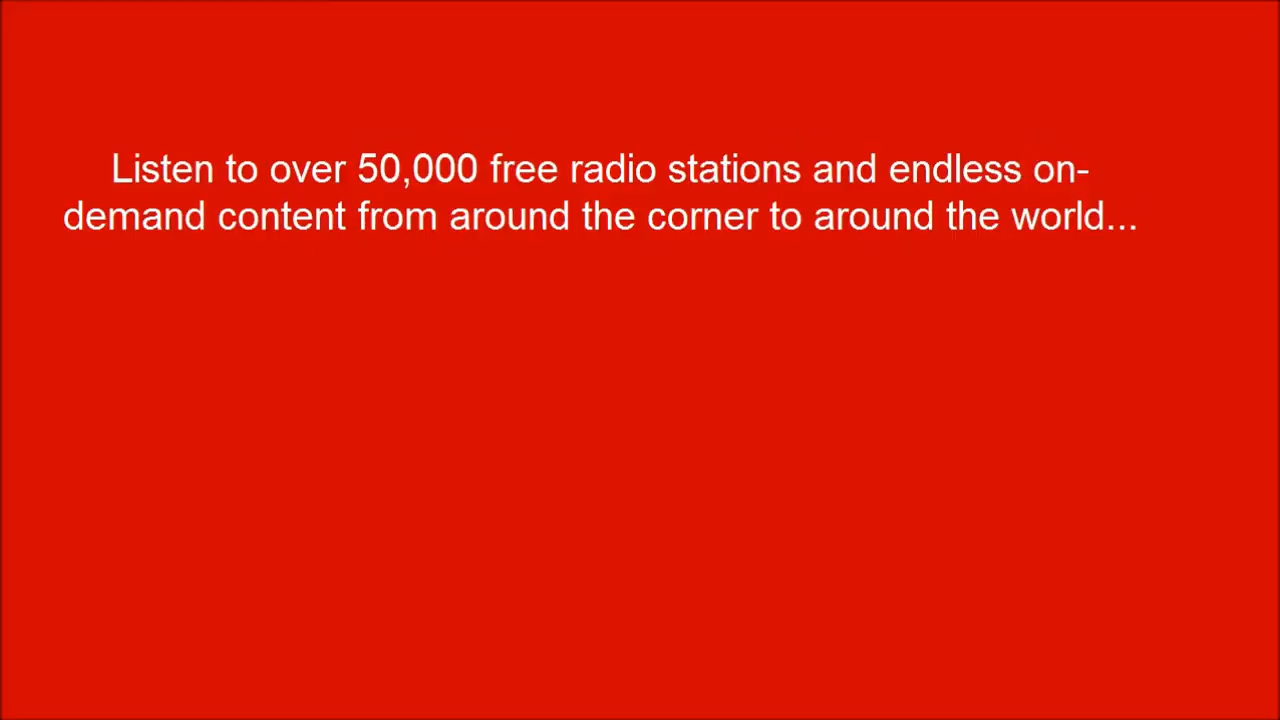 Listen to over 50,000 free radio stations and endless on-
demand content from around the corner to around the world...